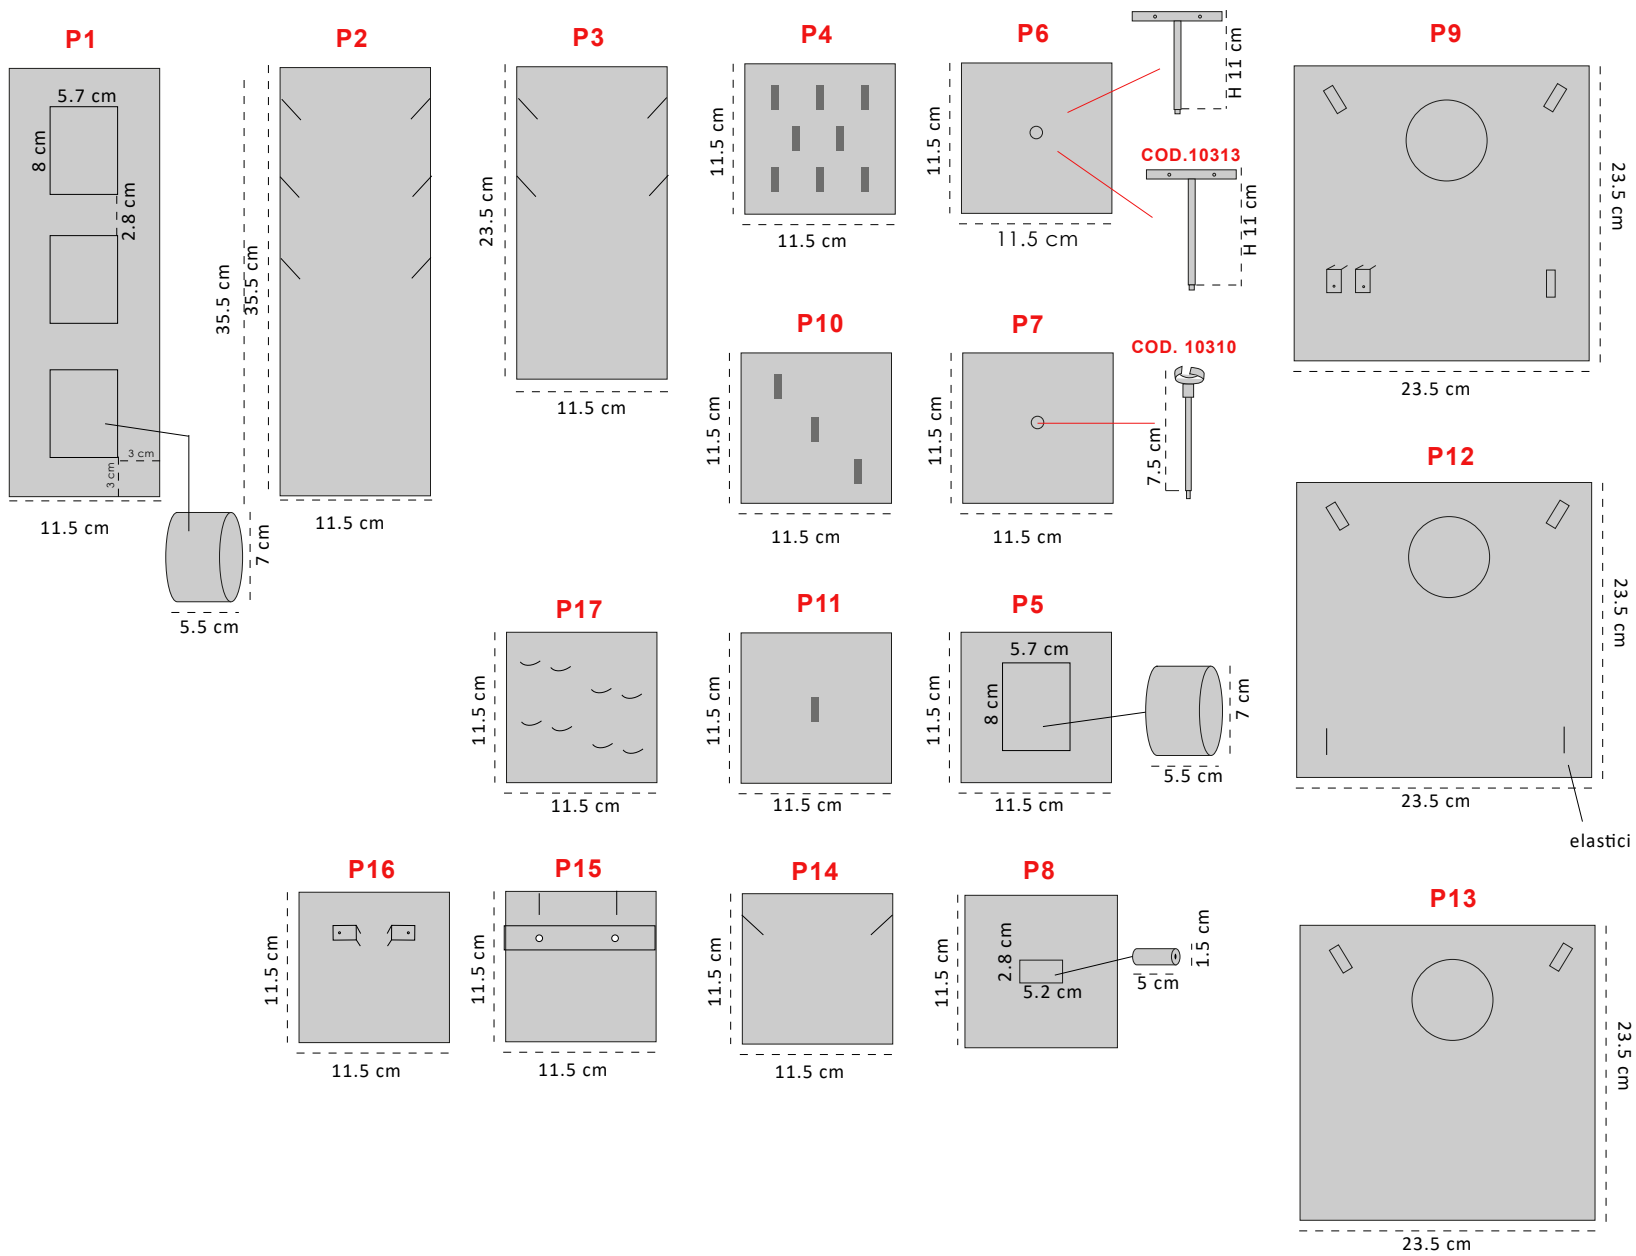 P1
5.7 cm
8 cm
2.8 cm
3 cm
3 cm
11.5 cm
35.5 cm
7 cm
5.5 cm
P2
35.5 cm
11.5 cm
P3
23.5 cm
11.5 cm
P4
11.5 cm
11.5 cm
P6
11.5 cm
11.5 cm
H 11 cm
COD.10313
H 11 cm
P9
23.5 cm
23.5 cm
P10
11.5 cm
11.5 cm
P7
11.5 cm
11.5 cm
COD. 10310
7.5 cm
P12
23.5 cm
23.5 cm
elastici
P17
11.5 cm
11.5 cm
P11
11.5 cm
11.5 cm
P5
5.7 cm
8 cm
11.5 cm
11.5 cm
7 cm
5.5 cm
P16
11.5 cm
11.5 cm
P15
11.5 cm
11.5 cm
P14
11.5 cm
11.5 cm
P8
2.8 cm
5.2 cm
11.5 cm
1.5 cm
5 cm
P13
23.5 cm
23.5 cm